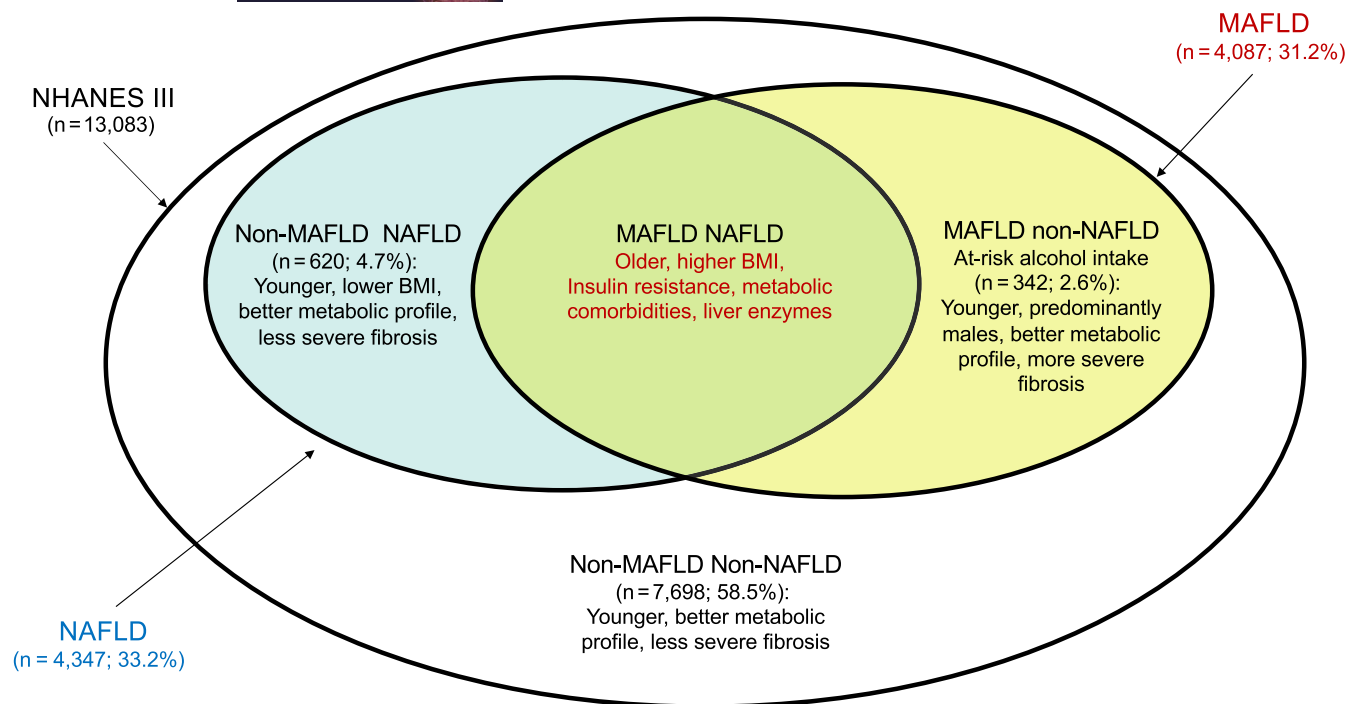 MAFLD
(n=4,087; 31.2%)
NHANES III
(n=13,083)
Non-MAFLD NAFLD
(n=620; 4.7%):
Younger, lower BMI,
better metabolic profile,
less severe fibrosis
MAFLD NAFLD
Older, higher BMI,
Insulin resistance, metabolic
comorbidities, liver enzymes
MAFLD non-NAFLD
At-risk alcohol intake
(n=342; 2.6%):
Younger, predominantly
males, better metabolic
profile, more severe
fibrosis
Non-MAFLD Non-NAFLD
(n=7,698; 58.5%):
Younger, better metabolic
profile, less severe fibrosis
NAFLD
(n=4,347; 33.2%)